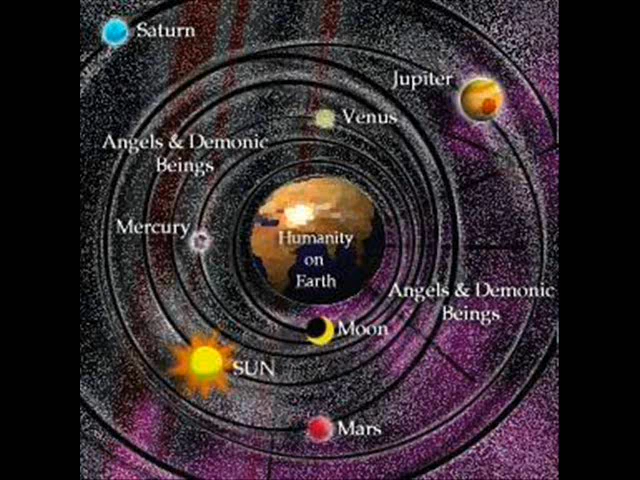 Saturn
Jupiter
Venus
Angels & Demonic
Beings
Mercury
Humanity
on
Earth
Angels & Demonic
Beings
Moon
SUN
Mars